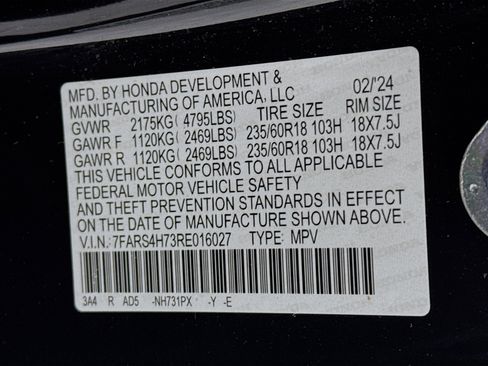 MFD. BY HONDA DEVELOPMENT & 02/'24
MANUFACTURING OF AMERICA, LLC
GVWR 2175KG( 4795LBS) TIRE SIZE RIM SIZE
GAWR F 1120KG( 2469LBS) 235/60R18 103H 18X7.5J
GAWR R 1120KG( 2469LBS) 235/60R18 103H 18X7.5J
THIS VEHICLE CONFORMS TO ALL APPLICABLE
FEDERAL MOTOR VEHICLE SAFETY
AND THEFT PREVENTION STANDARDS IN EFFECT
ON THE DATE OF MANUFACTURE SHOWN ABOVE.
V.I.N: 7FARS4H73RE016027 TYPE: MPV
3A4 R AD5 -NH731PX -Y -E